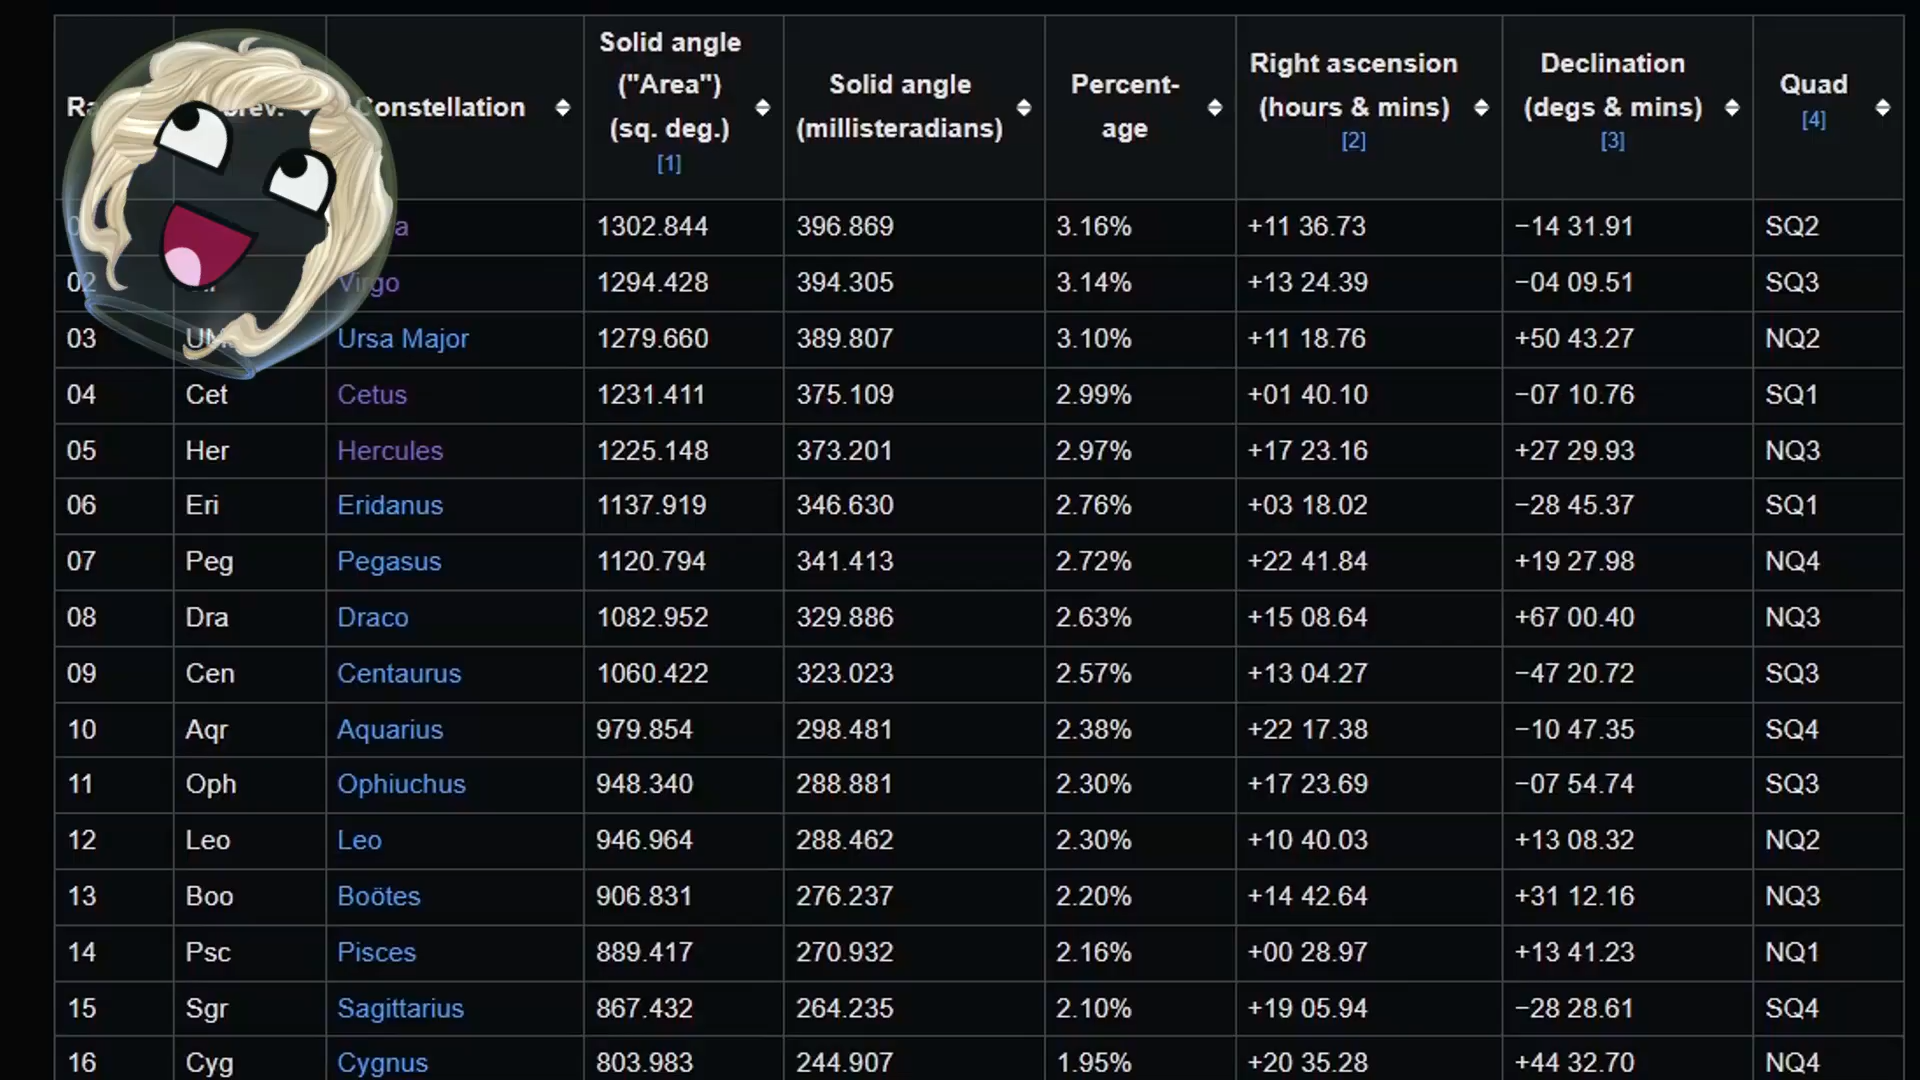 Constellation
Solid angle
("Area")
(sq. deg.)
[1]
Solid angle
(millisteradians)
Percent-
age
Right ascension
(hours & mins)
[2]
Declination
(degs & mins)
[3]
Quad
[4]
1302.844 396.869 3.16% +11 36.73 −14 31.91 SQ2
02 Virgo 1294.428 394.305 3.14% +13 24.39 −04 09.51 SQ3
03 Ursa Major 1279.660 389.807 3.10% +11 18.76 +50 43.27 NQ2
04 Cet Cetus 1231.411 375.109 2.99% +01 40.10 −07 10.76 SQ1
05 Her Hercules 1225.148 373.201 2.97% +17 23.16 +27 29.93 NQ3
06 Eri Eridanus 1137.919 346.630 2.76% +03 18.02 −28 45.37 SQ1
07 Peg Pegasus 1120.794 341.413 2.72% +22 41.84 +19 27.98 NQ4
08 Dra Draco 1082.952 329.886 2.63% +15 08.64 +67 00.40 NQ3
09 Cen Centaurus 1060.422 323.023 2.57% +13 04.27 −47 20.72 SQ3
10 Aqr Aquarius 979.854 298.481 2.38% +22 17.38 −10 47.35 SQ4
11 Oph Ophiuchus 948.340 288.881 2.30% +17 23.69 −07 54.74 SQ3
12 Leo Leo 946.964 288.462 2.30% +10 40.03 +13 08.32 NQ2
13 Boo Boötes 906.831 276.237 2.20% +14 42.64 +31 12.16 NQ3
14 Psc Pisces 889.417 270.932 2.16% +00 28.97 +13 41.23 NQ1
15 Sgr Sagittarius 867.432 264.235 2.10% +19 05.94 −28 28.61 SQ4
16 Cyg Cygnus 803.983 244.907 1.95% +20 35.28 +44 32.70 NQ4